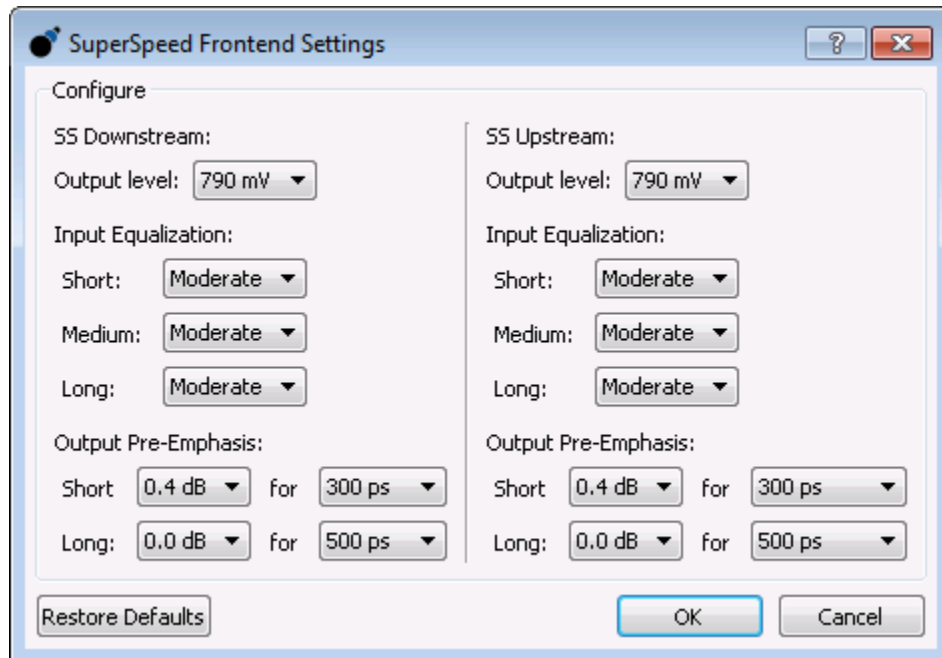 SuperSpeed Frontend Settings
Configure
SS Downstream:
Output level: 790 mV
Input Equalization:
Short: Moderate
Medium: Moderate
Long: Moderate
Output Pre-Emphasis:
Short 0.4 dB for 300 ps
Long: 0.0 dB for 500 ps
SS Upstream:
Output level: 790 mV
Input Equalization:
Short: Moderate
Medium: Moderate
Long: Moderate
Output Pre-Emphasis:
Short 0.4 dB for 300 ps
Long: 0.0 dB for 500 ps
Restore Defaults
OK
Cancel